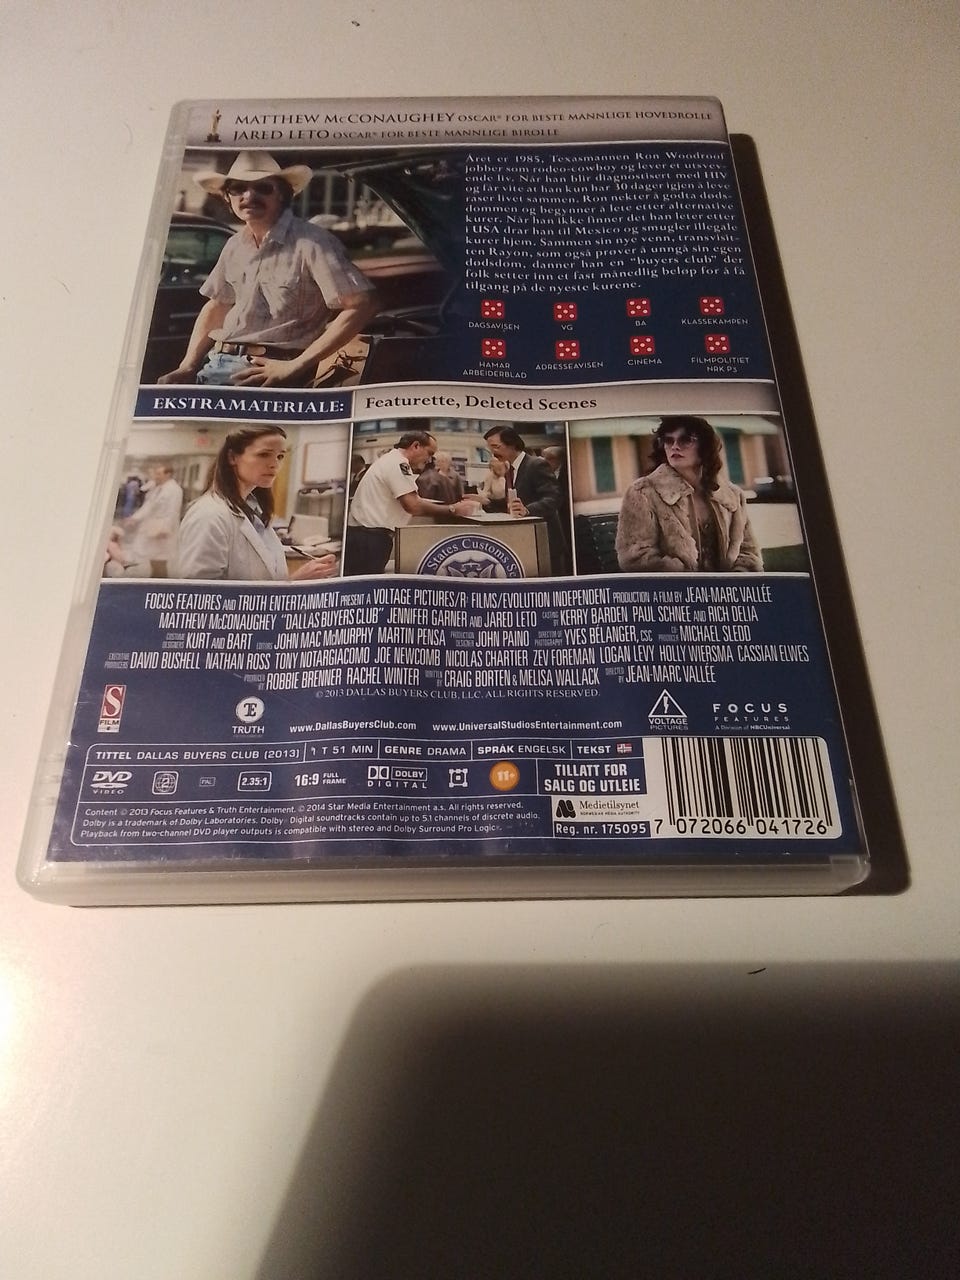 MATTHEW McCONAUGHEY OSCAR® FOR BESTE MANNLIGE HOVEDROLLE
JARED LETO OSCAR® FOR BESTE MANNLIGE BIROLLE
Året er 1985. Texasmannen Ron Woodroof
jobber som rodeo-cowboy og lever et utsvev-
ende liv. Når han blir diagnostisert med HIV
og får vite at han kun har 30 dager igjen å leve
raser livet sammen. Ron nekter å godta døds-
dommen og begynner å lete etter alternative
kurer. Når han ikke finner det han leter etter
i USA drar han til Mexico og smugler illegale
kurer hjem. Sammen sin nye venn, transvisit-
ten Rayon, som også prøver å unngå sin egen
dødsdom, danner han en "buyers club" der
folk setter inn et fast månedlig beløp for å få
tilgang på de nyeste kurene.
DAGSAVISEN VG BA KLASSEKAMPEN
HAMAR ARBEIDERBLAD ADRESSEAVISEN CINEMA FILMPOLITIET NRK P3
EKSTRAMATERIALE: Featurette, Deleted Scenes
States Customs Se
FOCUS FEATURES AND TRUTH ENTERTAINMENT PRESENT A VOLTAGE PICTURES/R² FILMS/EVOLUTION INDEPENDENT PRODUCTION A FILM BY JEAN-MARC VALLÉE
MATTHEW McCONAUGHEY "DALLAS BUYERS CLUB" JENNIFER GARNER AND JARED LETO CASTING BY KERRY BARDEN PAUL SCHNEE AND RICH DELIA
COSTUME DESIGNERS KURT AND BART EDITORS JOHN MAC McMURPHY MARTIN PENSA PRODUCTION DESIGNER JOHN PAINO DIRECTOR OF PHOTOGRAPHY YVES BÉLANGER, CSC CO-PRODUCER MICHAEL SLEDD
EXECUTIVE PRODUCERS DAVID BUSHELL NATHAN ROSS TONY NOTARGIACOMO JOE NEWCOMB NICOLAS CHARTIER ZEV FOREMAN LOGAN LEVY HOLLY WIERSMA CASSIAN ELWES
PRODUCED BY ROBBIE BRENNER RACHEL WINTER WRITTEN BY CRAIG BORTEN & MELISA WALLACK DIRECTED BY JEAN-MARC VALLÉE
© 2013 DALLAS BUYERS CLUB, LLC. ALL RIGHTS RESERVED.
S FILM
TE TRUTH ENTERTAINMENT
www.DallasBuyersClub.com www.UniversalStudiosEntertainment.com
VOLTAGE PICTURES
FOCUS FEATURES
A Division of NBCUniversal
TITTEL DALLAS BUYERS CLUB (2013) 1 T 51 MIN GENRE DRAMA SPRÅK ENGELSK TEKST
DVD VIDEO 2 PAL 2.35:1 16:9 FULL FRAME DOLBY DIGITAL 11+ TILLATT FOR SALG OG UTLEIE
Content © 2013 Focus Features & Truth Entertainment. © 2014 Star Media Entertainment a.s. All rights reserved.
Dolby is a trademark of Dolby Laboratories. Dolby Digital soundtracks contain up to 5.1 channels of discrete audio.
Playback from two-channel DVD player outputs is compatible with stereo and Dolby Surround Pro Logic.
Medietilsynet
NORWEGIAN MEDIA AUTHORITY
Reg. nr. 175095
7 072066 041726